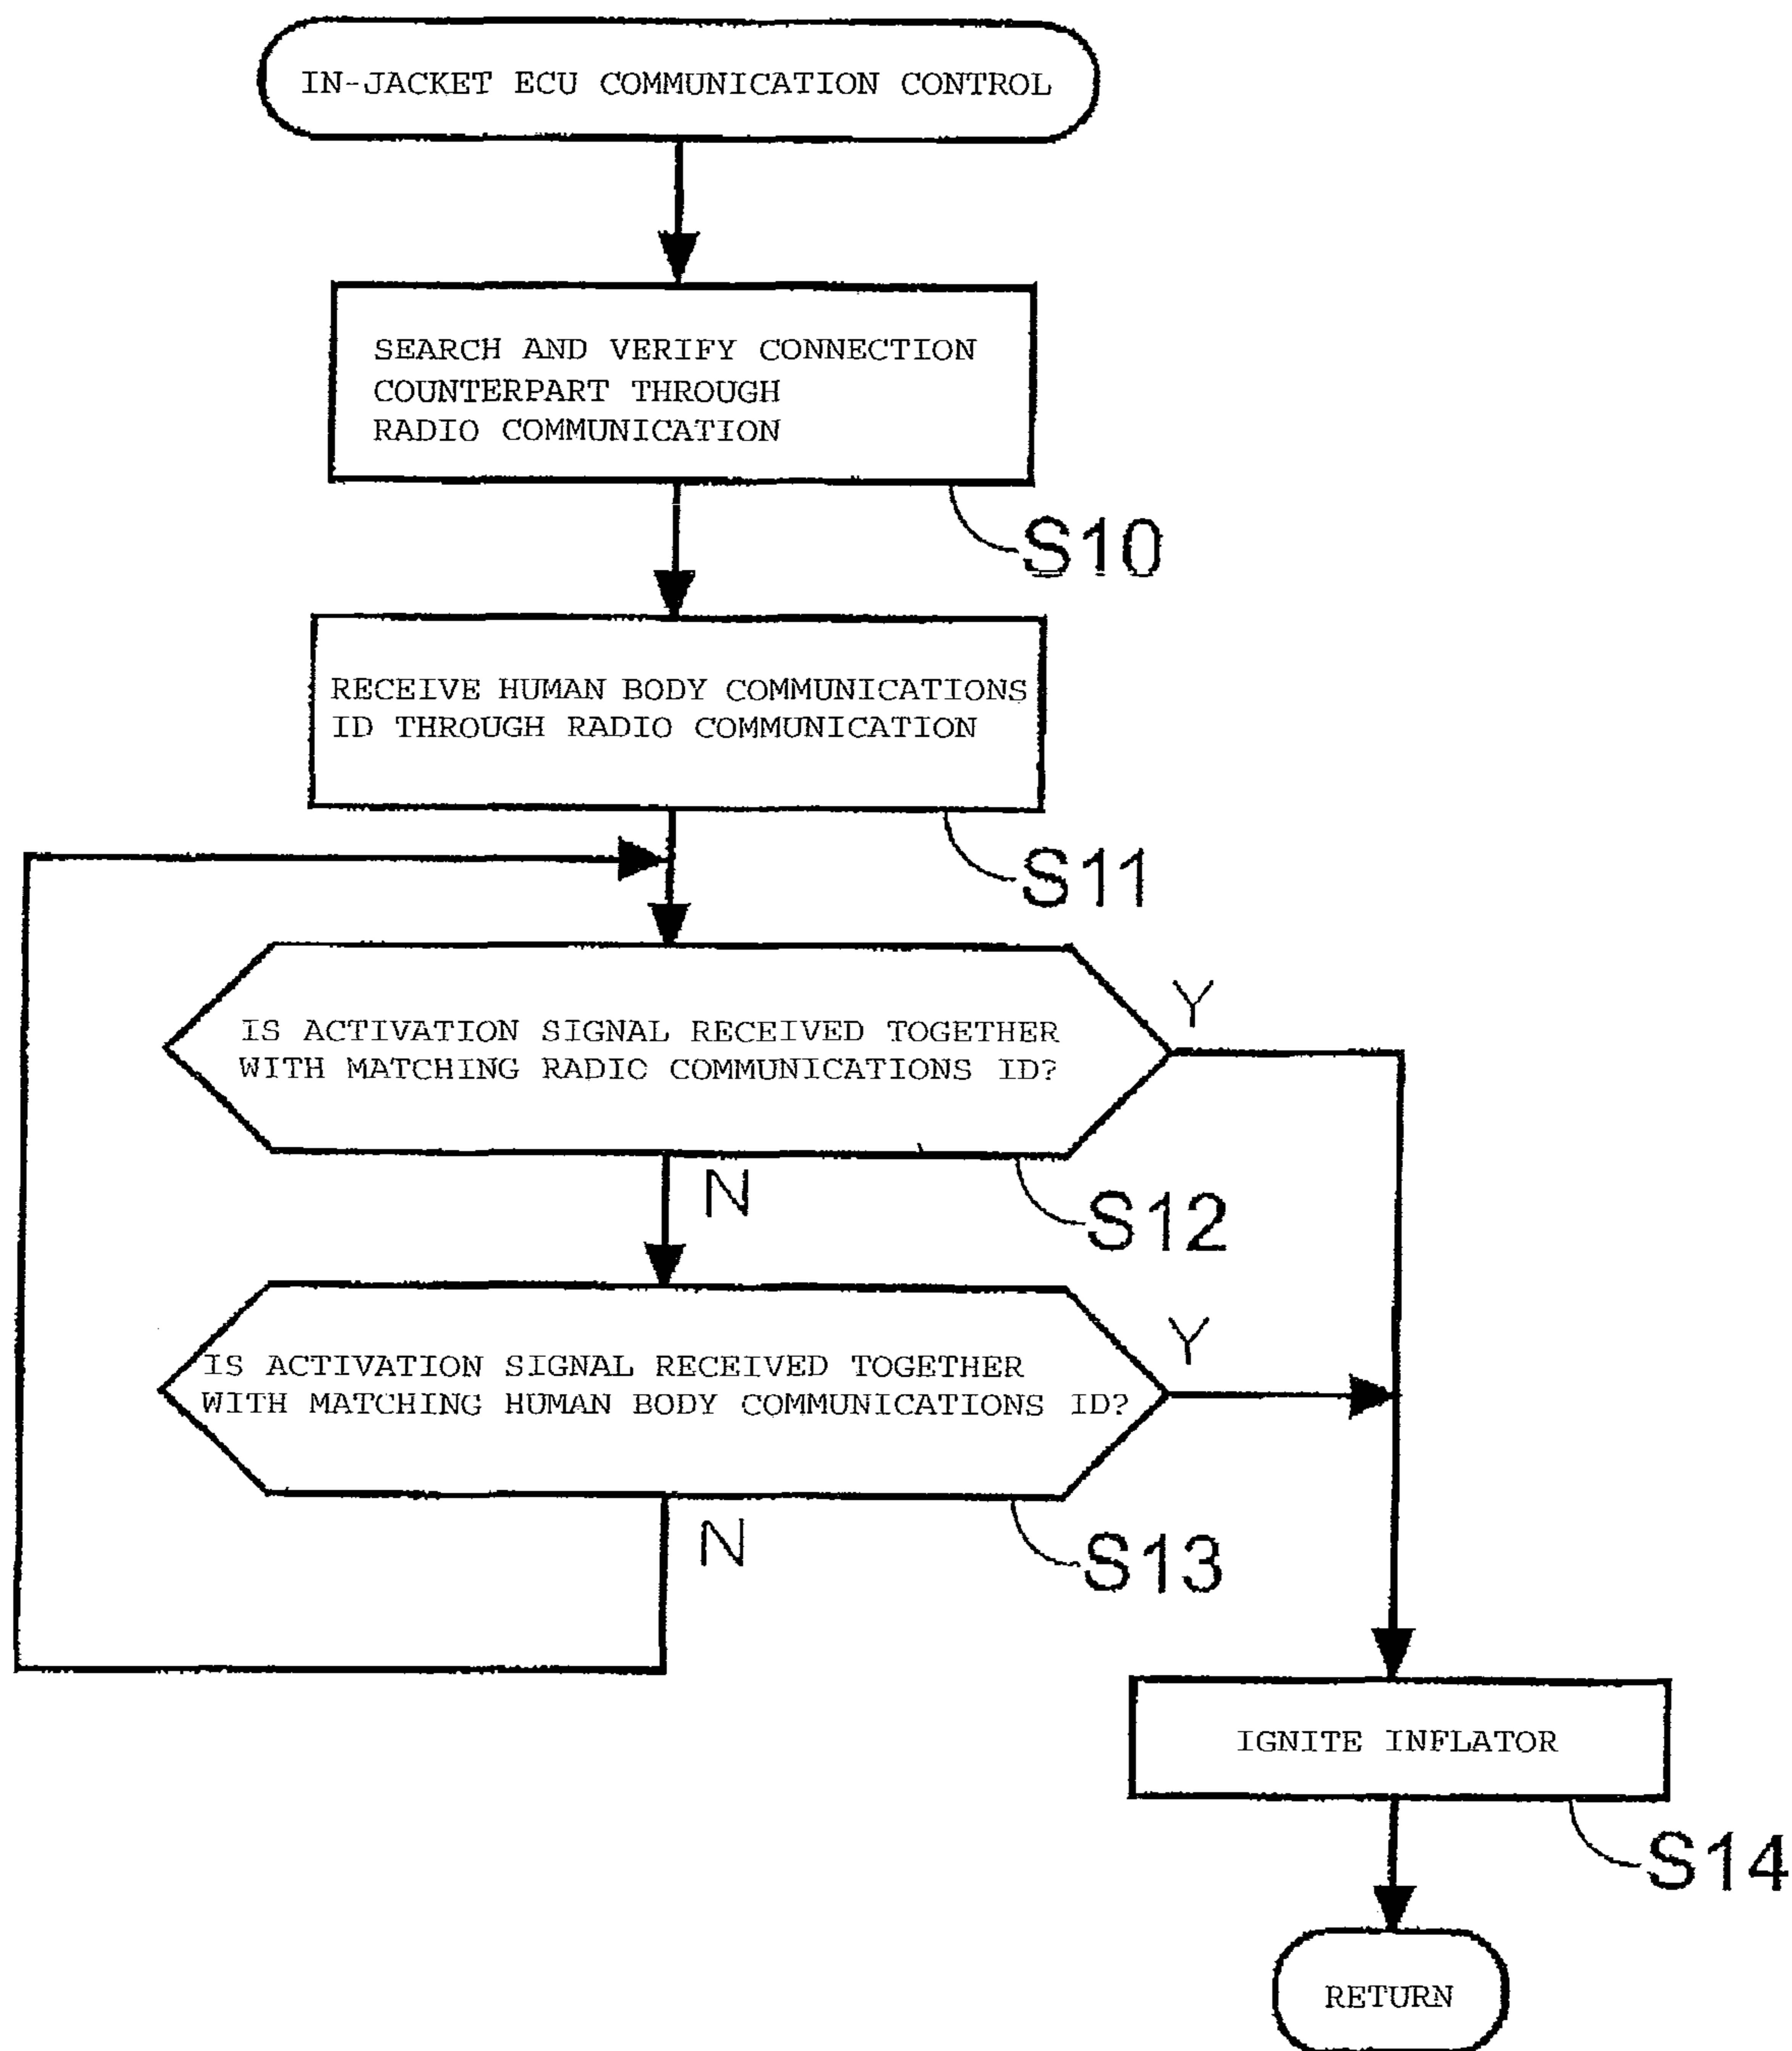 IN-JACKET ECU COMMUNICATION CONTROL
SEARCH AND VERIFY CONNECTION
COUNTERPART THROUGH
RADIO COMMUNICATION
S10
RECEIVE HUMAN BODY COMMUNICATIONS
ID THROUGH RADIO COMMUNICATION
S11
IS ACTIVATION SIGNAL RECEIVED TOGETHER
WITH MATCHING RADIO COMMUNICATIONS ID?
Y
N
S12
IS ACTIVATION SIGNAL RECEIVED TOGETHER
WITH MATCHING HUMAN BODY COMMUNICATIONS ID?
Y
N
S13
IGNITE INFLATOR
S14
RETURN